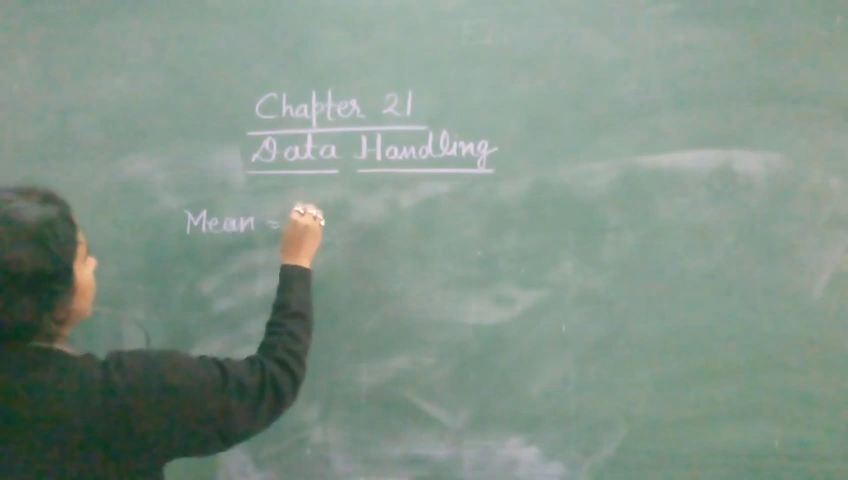 Chapter 21
Data Handling
Mean =